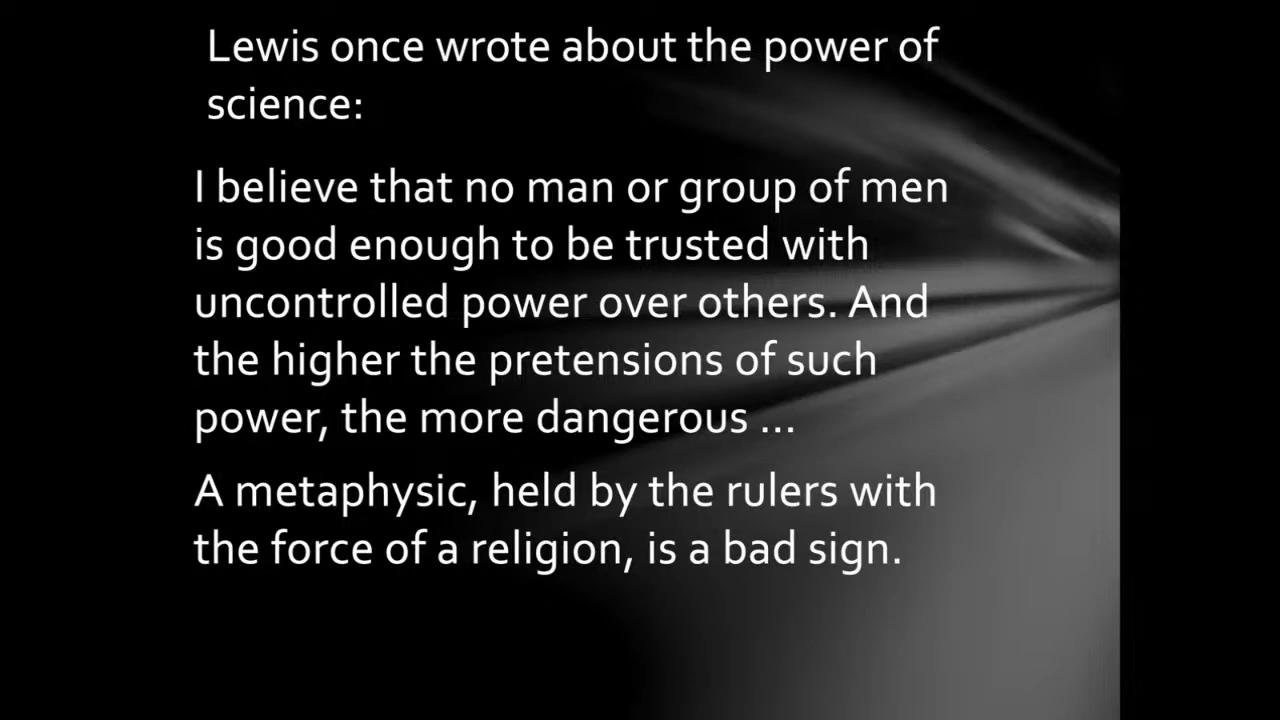 Lewis once wrote about the power of
science:
I believe that no man or group of men
is good enough to be trusted with
uncontrolled power over others. And
the higher the pretensions of such
power, the more dangerous ...
A metaphysic, held by the rulers with
the force of a religion, is a bad sign.